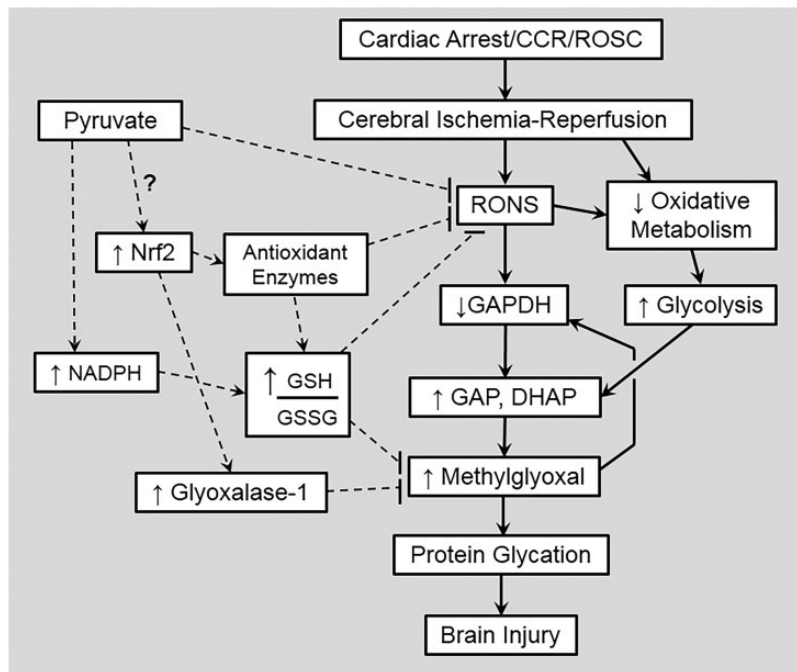 Cardiac Arrest/CCR/ROSC
Cerebral Ischemia-Reperfusion
Pyruvate
?
RONS
↓ Oxidative
Metabolism
↑ Nrf2
Antioxidant
Enzymes
↓GAPDH
↑ Glycolysis
↑ NADPH
↑ GSH
GSSG
↑ GAP, DHAP
↑ Glyoxalase-1
↑ Methylglyoxal
Protein Glycation
Brain Injury